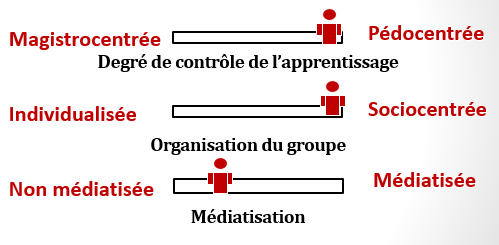 Magistrocentrée Pédocentrée
Degré de contrôle de l'apprentissage
Individualisée Sociocentrée
Organisation du groupe
Non médiatisée Médiatisée
Médiatisation